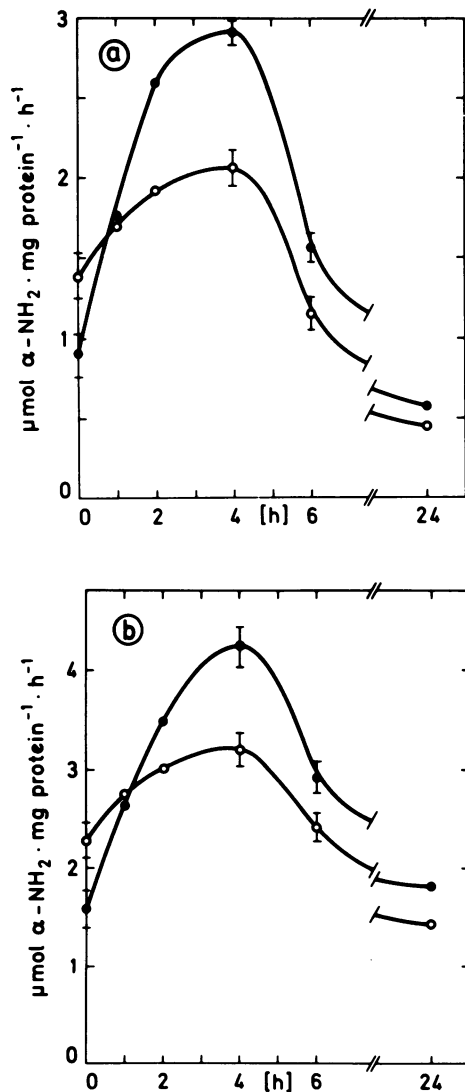 a
3
2
1
0
μmol α-NH₂ · mg protein⁻¹ · h⁻¹
0 2 4 [h] 6 24
b
4
3
2
1
0
μmol α-NH₂ · mg protein⁻¹ · h⁻¹
0 2 4 [h] 6 24